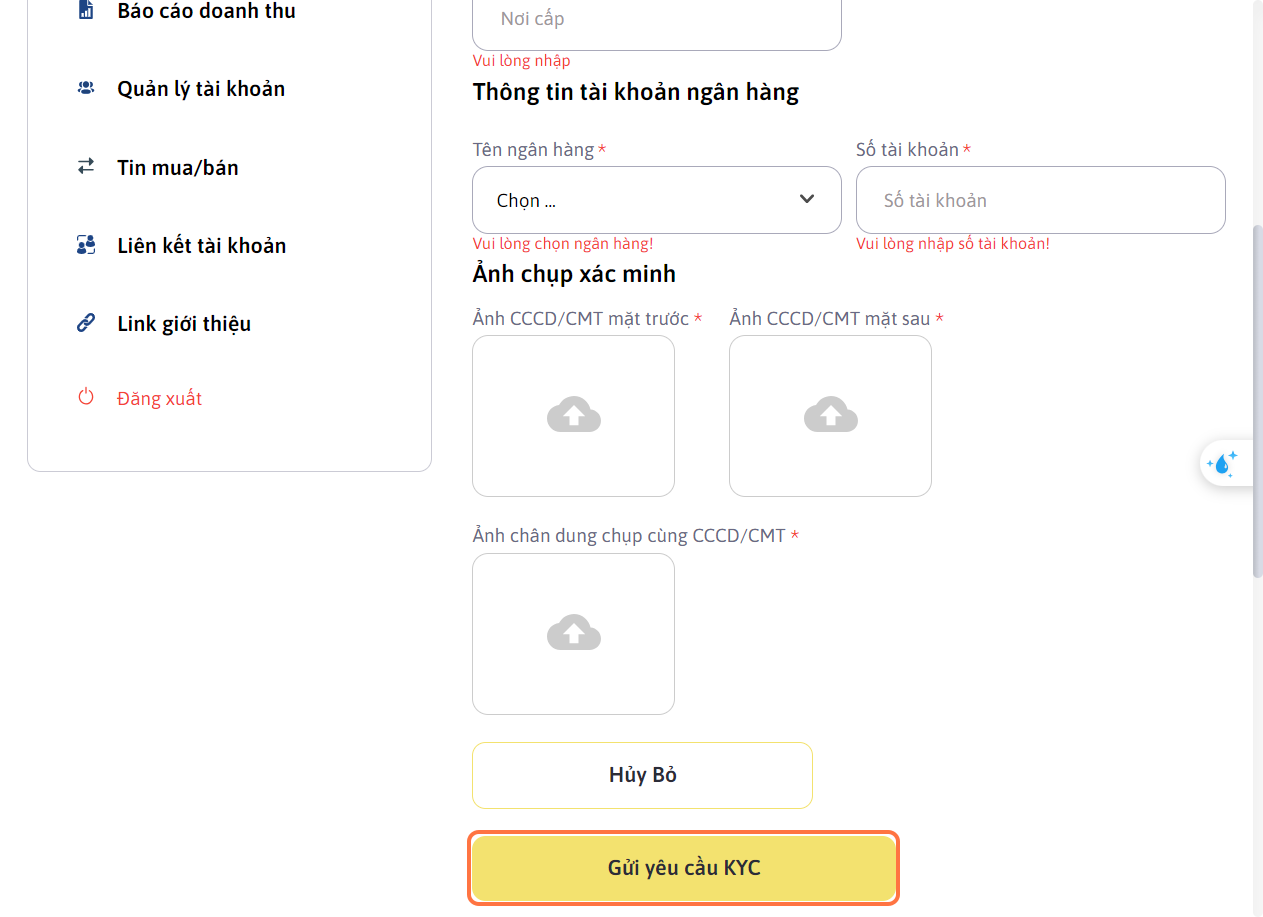 Báo cáo doanh thu
Quản lý tài khoản
Tin mua/bán
Liên kết tài khoản
Link giới thiệu
Đăng xuất
Nơi cấp
Vui lòng nhập
Thông tin tài khoản ngân hàng
Tên ngân hàng * Số tài khoản *
Chọn ... Số tài khoản
Vui lòng chọn ngân hàng! Vui lòng nhập số tài khoản!
Ảnh chụp xác minh
Ảnh CCCD/CMT mặt trước * Ảnh CCCD/CMT mặt sau *
Ảnh chân dung chụp cùng CCCD/CMT *
Hủy Bỏ
Gửi yêu cầu KYC